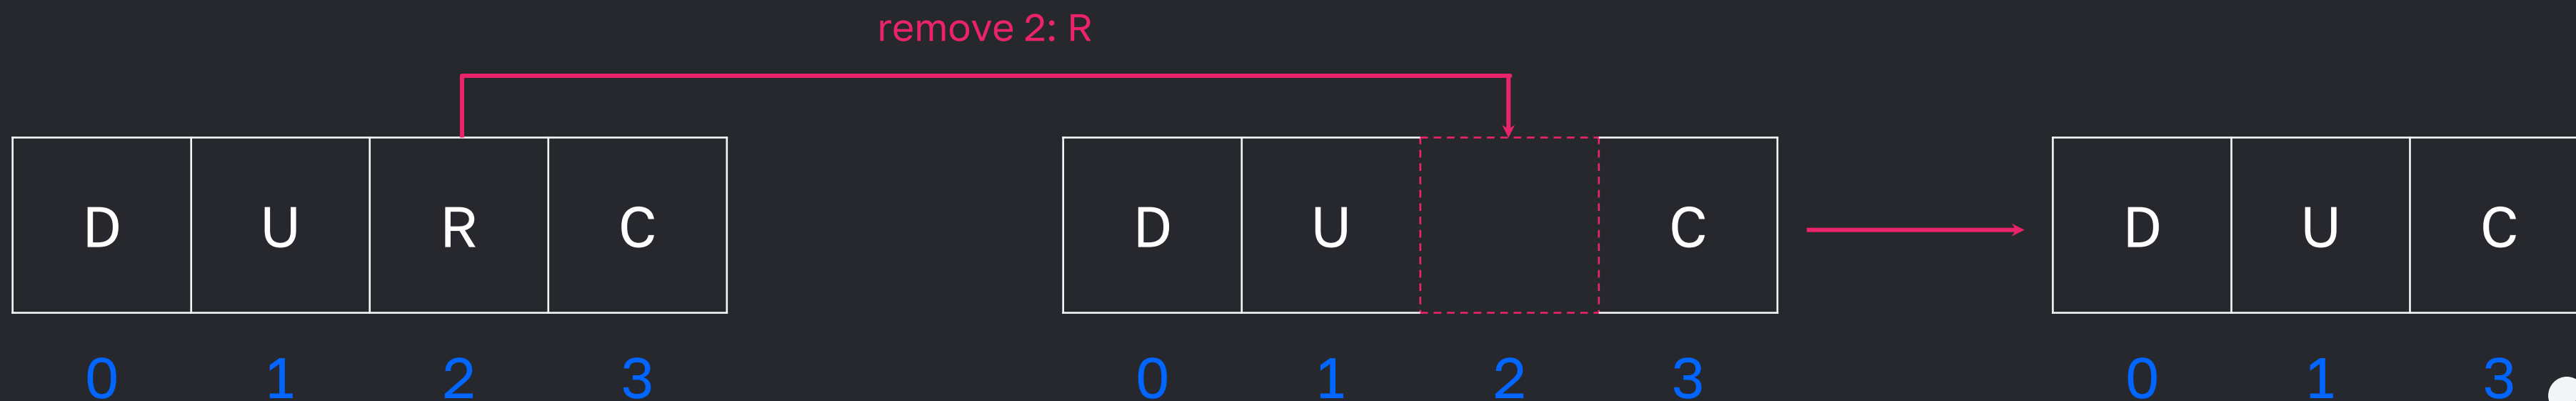 remove 2: R
D U R C D U C D U C
0 1 2 3 0 1 2 3 0 1 3